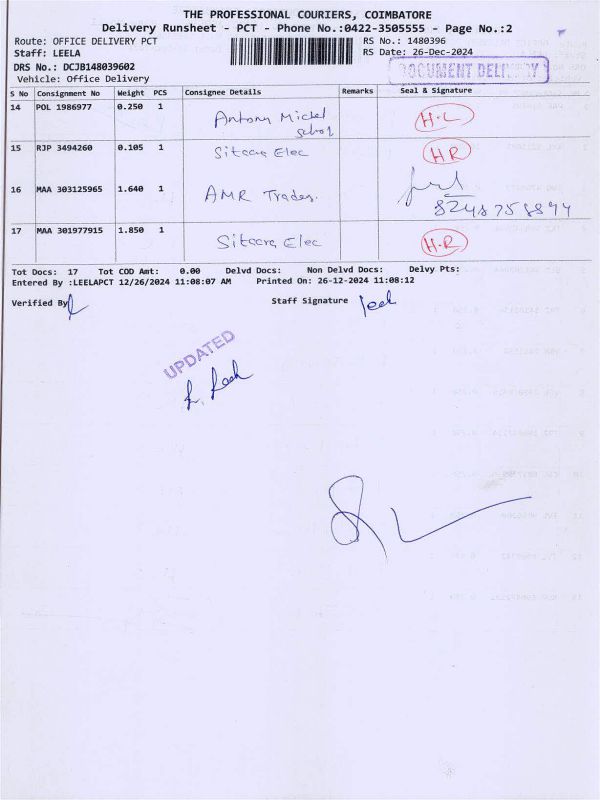 THE PROFESSIONAL COURIERS, COIMBATORE
Delivery Runsheet - PCT - Phone No.:0422-3505555 - Page No.:2
Route: OFFICE DELIVERY PCT RS No.: 1480396
Staff: LEELA RS Date: 26-Dec-2024
DRS No.: DCJB148039602 DOCUMENT DELIVERY
Vehicle: Office Delivery
S No Consignment No Weight PCS Consignee Details Remarks Seal & Signature
14 POL 1986977 0.250 1 Antony Michel H.L
School
15 RJP 3494260 0.105 1 Sitaara Elec HR
16 MAA 303125965 1.640 1 AMR Trades.
8248758894
17 MAA 301977915 1.850 1 Sitaara Elec H.R
Tot Docs: 17 Tot COD Amt: 0.00 Delvd Docs: Non Delvd Docs: Delvy Pts:
Entered By :LEELAPCT 12/26/2024 11:08:07 AM Printed On: 26-12-2024 11:08:12
Verified By Staff Signature leel
UPDATED